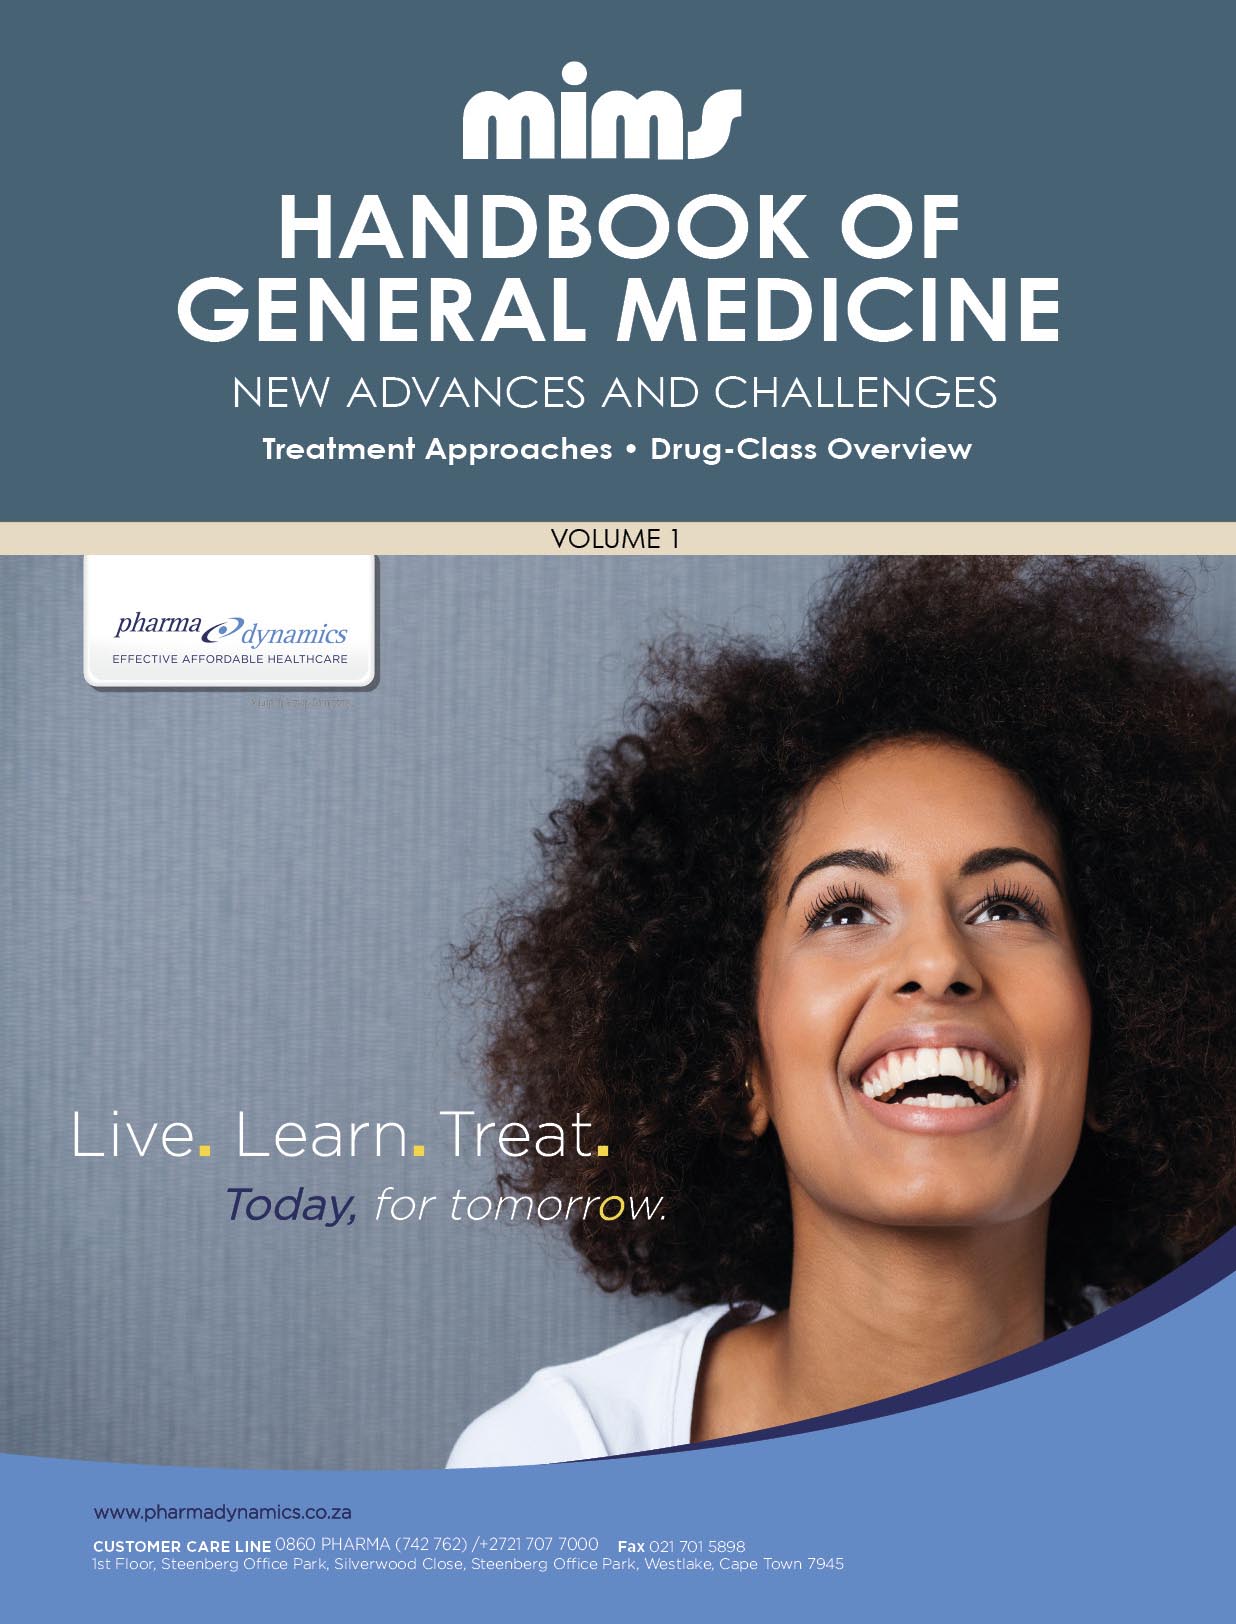 mims
HANDBOOK OF
GENERAL MEDICINE
NEW ADVANCES AND CHALLENGES
Treatment Approaches • Drug-Class Overview
VOLUME 1
pharma dynamics
EFFECTIVE AFFORDABLE HEALTHCARE
Live. Learn. Treat.
Today, for tomorrow.
www.pharmadynamics.co.za
CUSTOMER CARE LINE 0860 PHARMA (742 762) /+2721 707 7000 Fax 021 701 5898
1st Floor, Steenberg Office Park, Silverwood Close, Steenberg Office Park, Westlake, Cape Town 7945